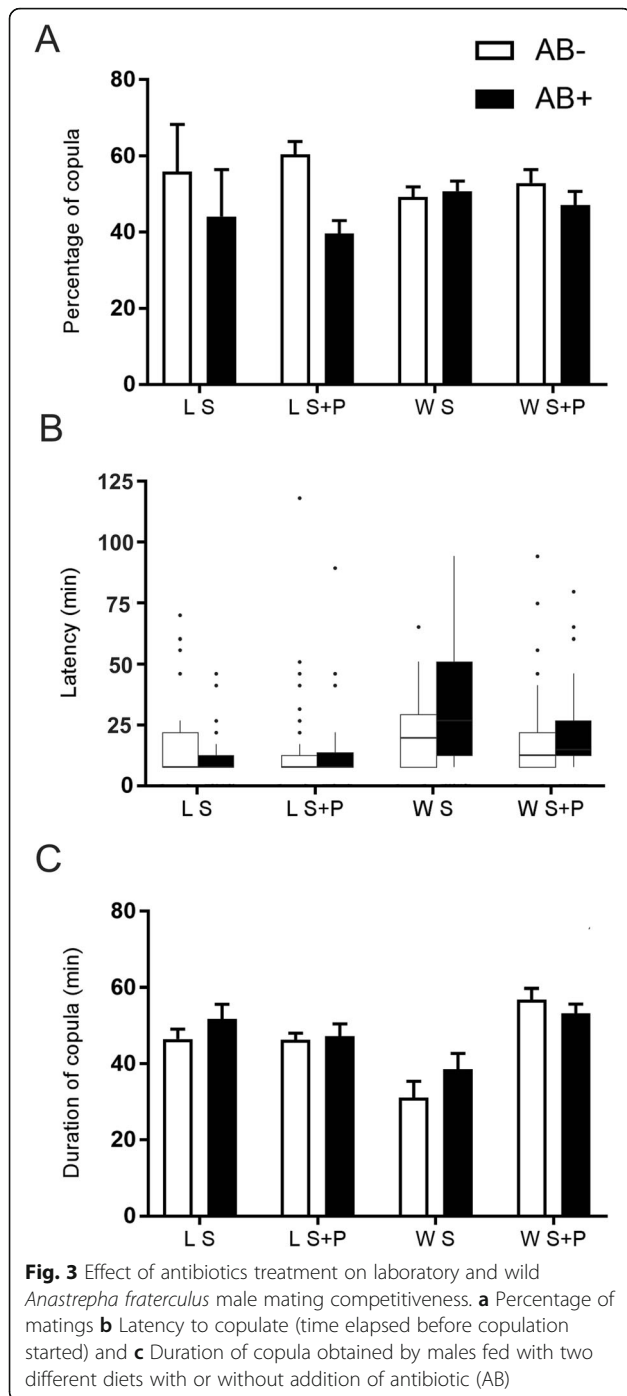 A
AB-
AB+
Percentage of copula
80
60
40
20
0
L S L S+P W S W S+P
B
Latency (min)
125
100
75
50
25
0
L S L S+P W S W S+P
C
Duration of copula (min)
80
60
40
20
0
L S L S+P W S W S+P
Fig. 3 Effect of antibiotics treatment on laboratory and wild
Anastrepha fraterculus male mating competitiveness. a Percentage of
matings b Latency to copulate (time elapsed before copulation
started) and c Duration of copula obtained by males fed with two
different diets with or without addition of antibiotic (AB)